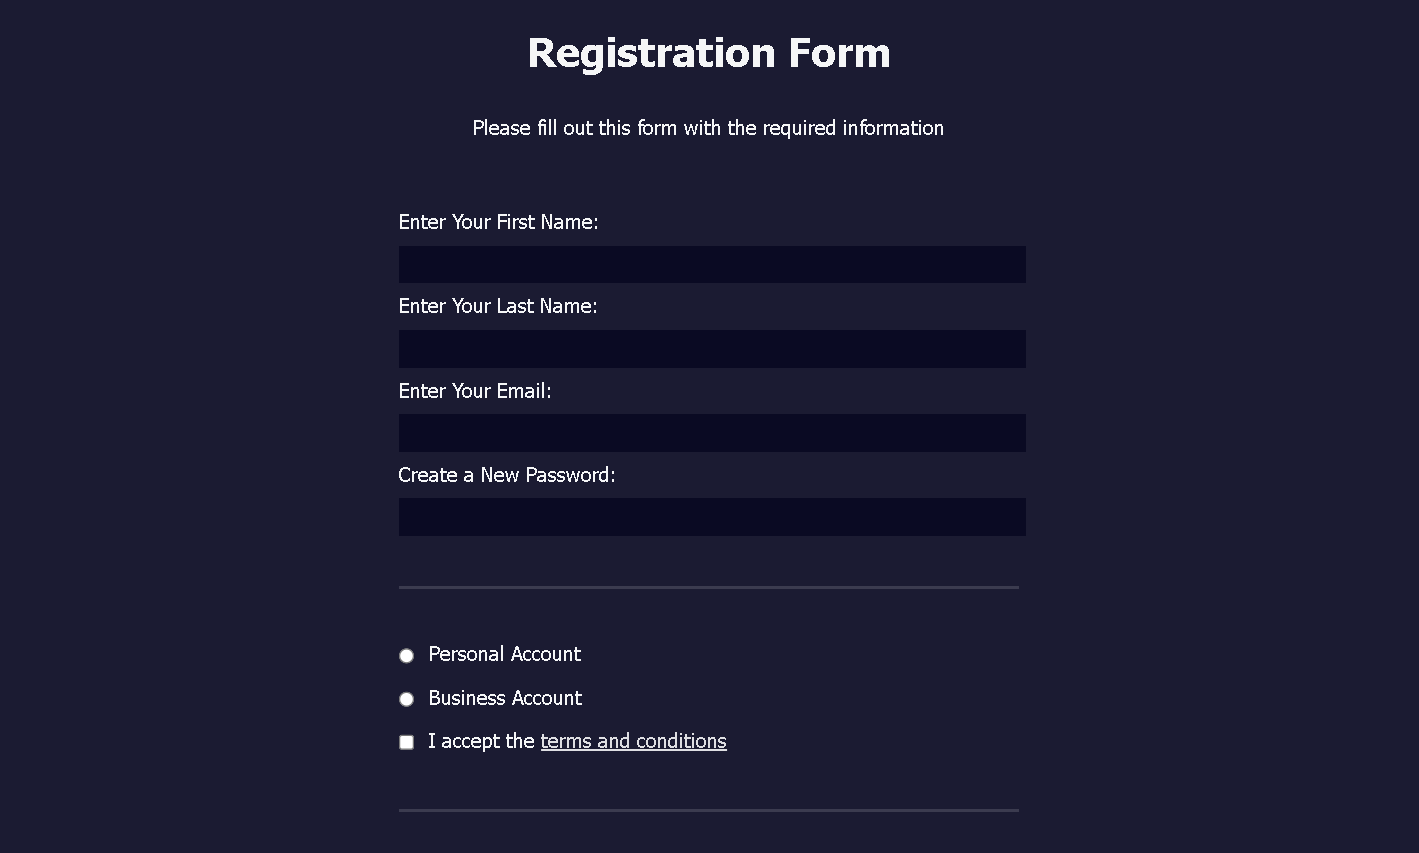 Registration Form
Please fill out this form with the required information
Enter Your First Name:
Enter Your Last Name:
Enter Your Email:
Create a New Password:
Personal Account
Business Account
I accept the terms and conditions